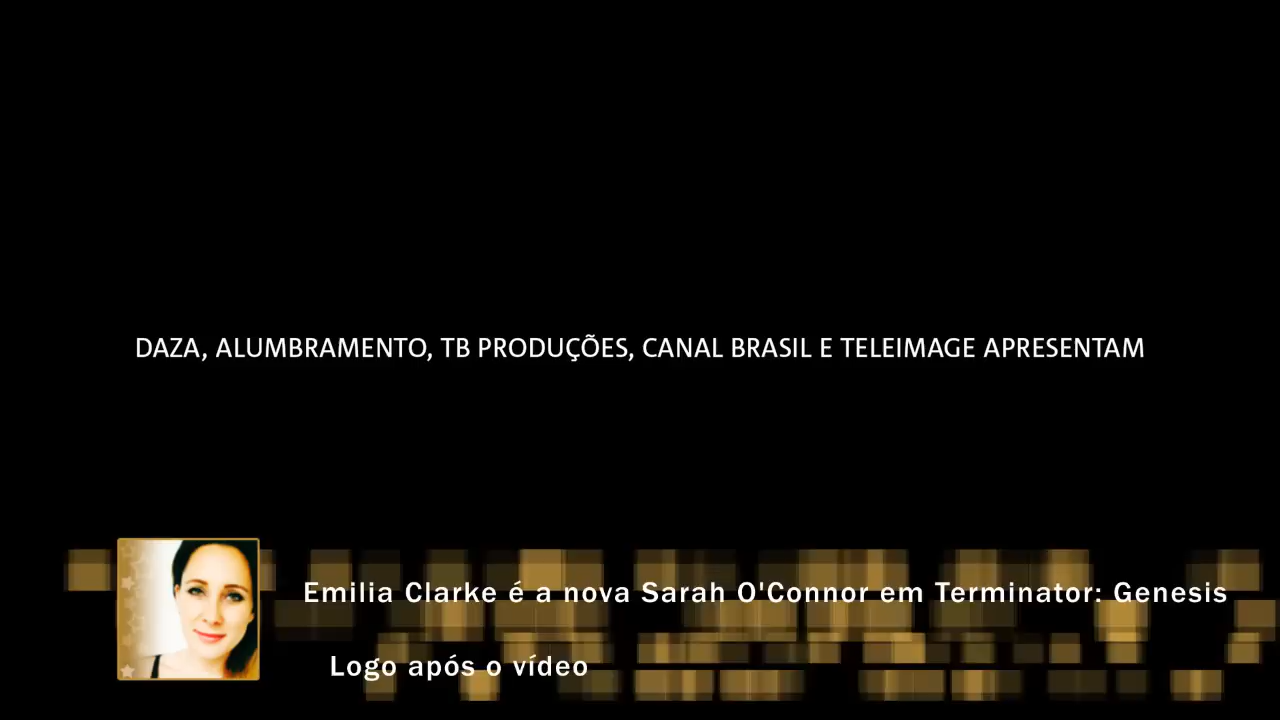 DAZA, ALUMBRAMENTO, TB PRODUÇÕES, CANAL BRASIL E TELEIMAGE APRESENTAM
Emilia Clarke é a nova Sarah O'Connor em Terminator: Genesis
Logo após o vídeo